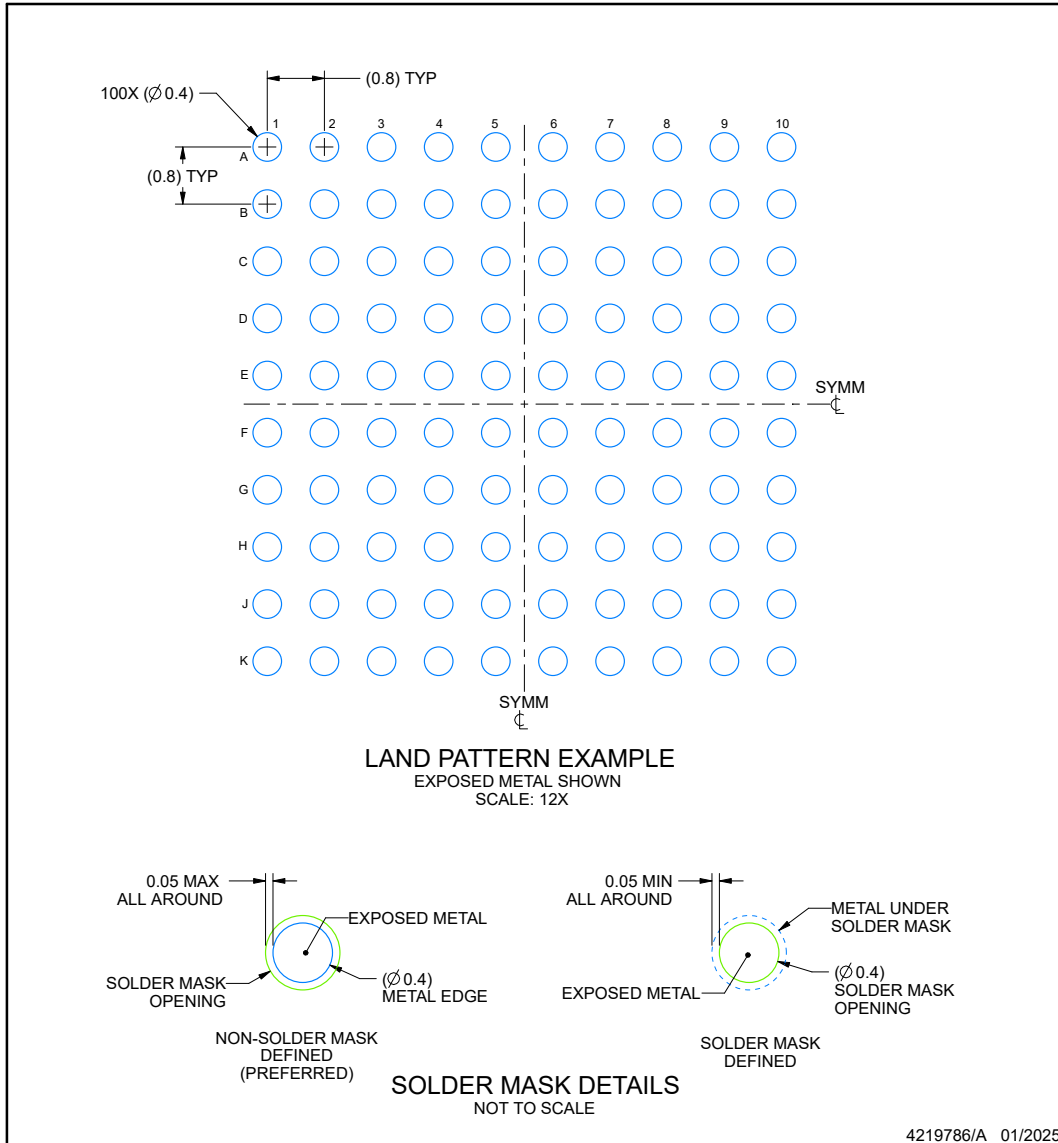 (0.8) TYP
100X (∅ 0.4)
1 2 3 4 5 6 7 8 9 10
A
(0.8) TYP
B
C
D
E
SYMM
℄
F
G
H
J
K
SYMM
℄
LAND PATTERN EXAMPLE
EXPOSED METAL SHOWN
SCALE: 12X
0.05 MAX
ALL AROUND
EXPOSED METAL
SOLDER MASK
OPENING
(∅ 0.4)
METAL EDGE
NON-SOLDER MASK
DEFINED
(PREFERRED)
0.05 MIN
ALL AROUND
METAL UNDER
SOLDER MASK
EXPOSED METAL
(∅ 0.4)
SOLDER MASK
OPENING
SOLDER MASK
DEFINED
SOLDER MASK DETAILS
NOT TO SCALE
4219786/A 01/2025